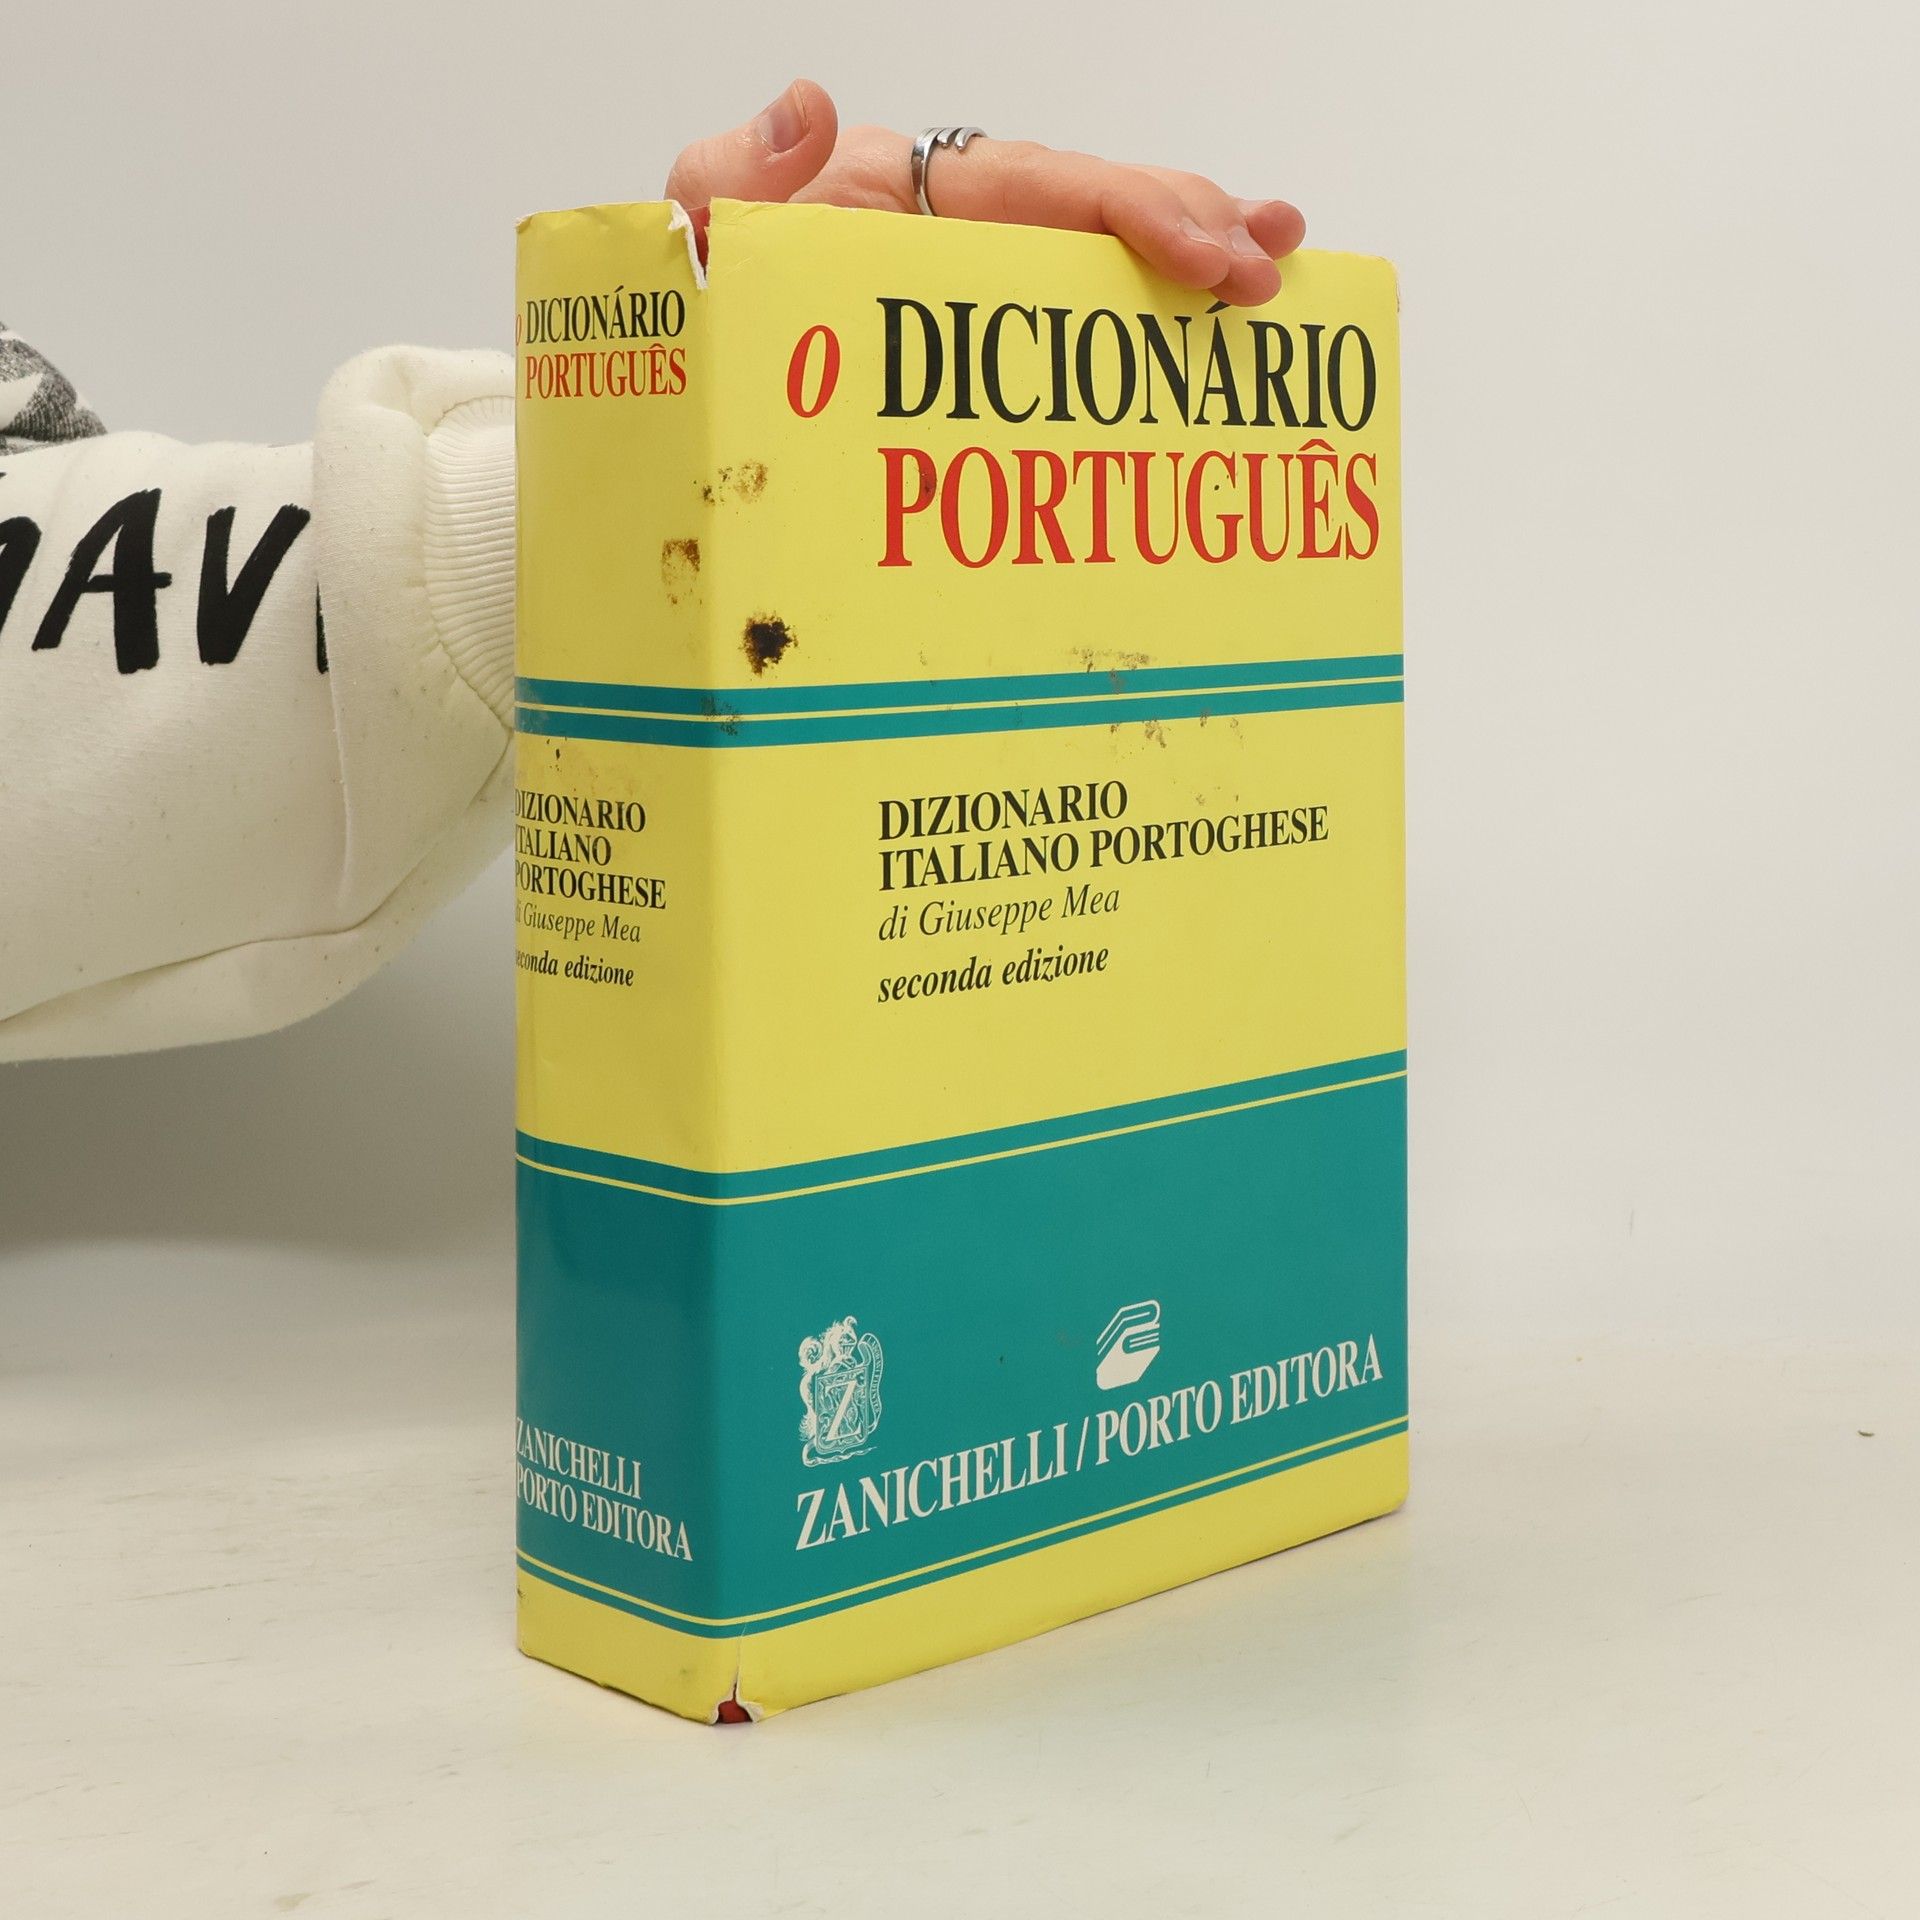 O DICIONÁRIO
PORTUGUÊS
DIZIONARIO
ITALIANO
PORTOGHESE
di Giuseppe Mea
seconda edizione
ZANICHELLI
PORTO EDITORA
O DICIONÁRIO
PORTUGUÊS
DIZIONARIO
ITALIANO PORTOGHESE
di Giuseppe Mea
seconda edizione
Z
ZANICHELLI / PORTO EDITORA